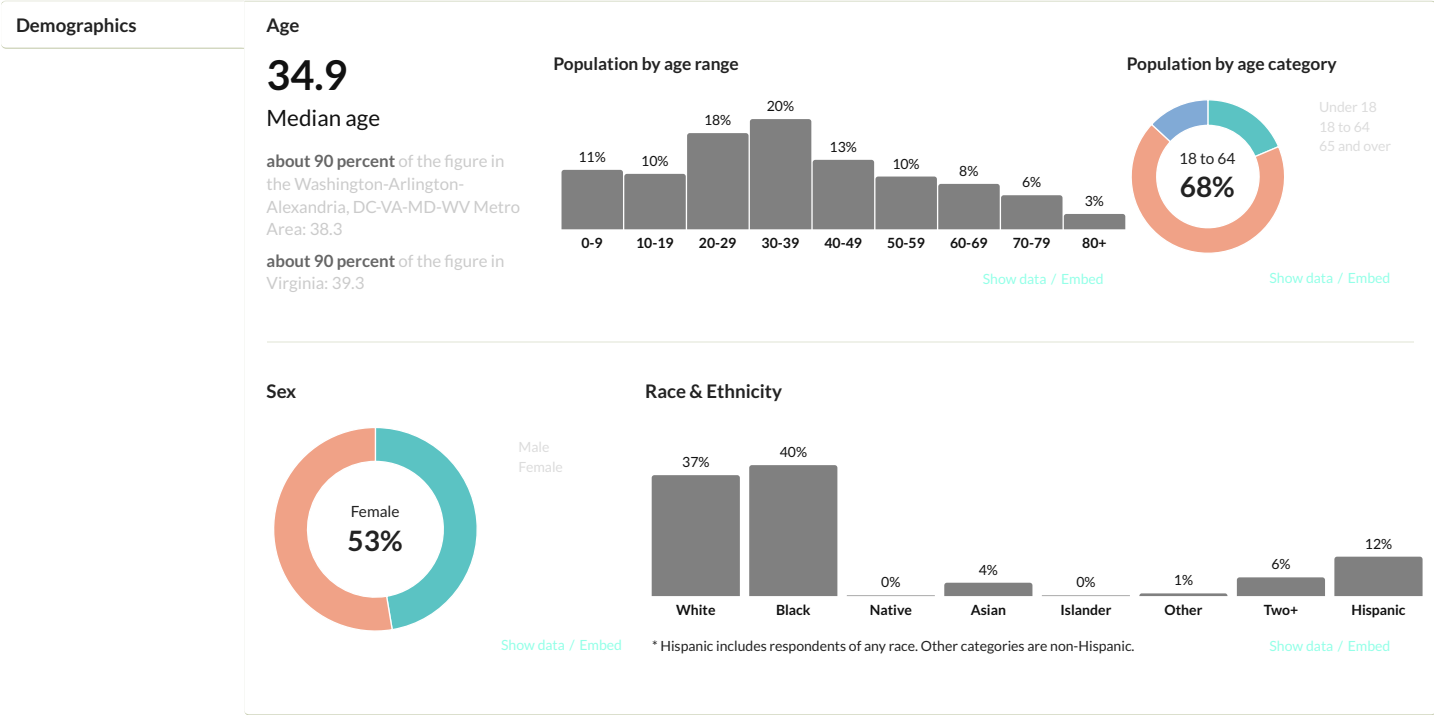 Demographics
Age
34.9
Median age
about 90 percent of the figure in
the Washington-Arlington-
Alexandria, DC-VA-MD-WV Metro
Area: 38.3
about 90 percent of the figure in
Virginia: 39.3
Population by age range
11% 10% 18% 20% 13% 10% 8% 6% 3%
0-9 10-19 20-29 30-39 40-49 50-59 60-69 70-79 80+
Show data / Embed
Population by age category
18 to 64
68%
Under 18
18 to 64
65 and over
Show data / Embed
Sex
Female
53%
Male
Female
Show data / Embed
Race & Ethnicity
37% 40% 0% 4% 0% 1% 6% 12%
White Black Native Asian Islander Other Two+ Hispanic
* Hispanic includes respondents of any race. Other categories are non-Hispanic.
Show data / Embed